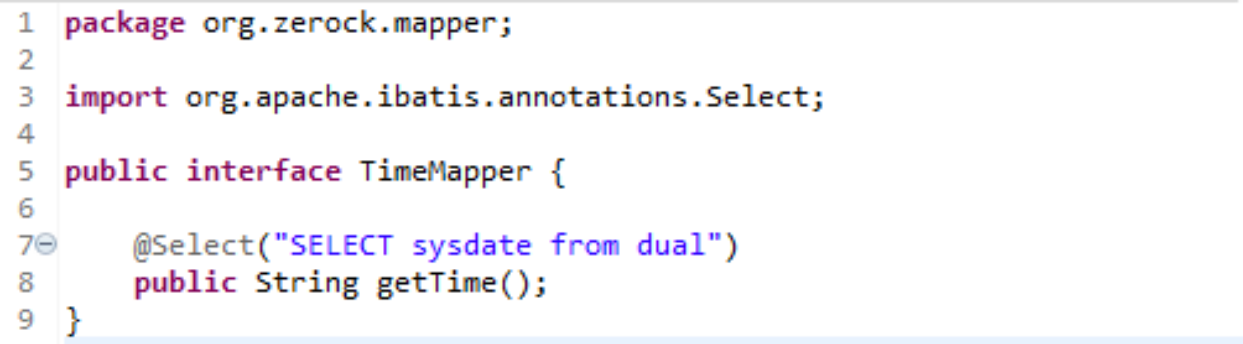 1 package org.zerock.mapper;
2
3 import org.apache.ibatis.annotations.Select;
4
5 public interface TimeMapper {
6
7 @Select("SELECT sysdate from dual")
8 public String getTime();
9 }